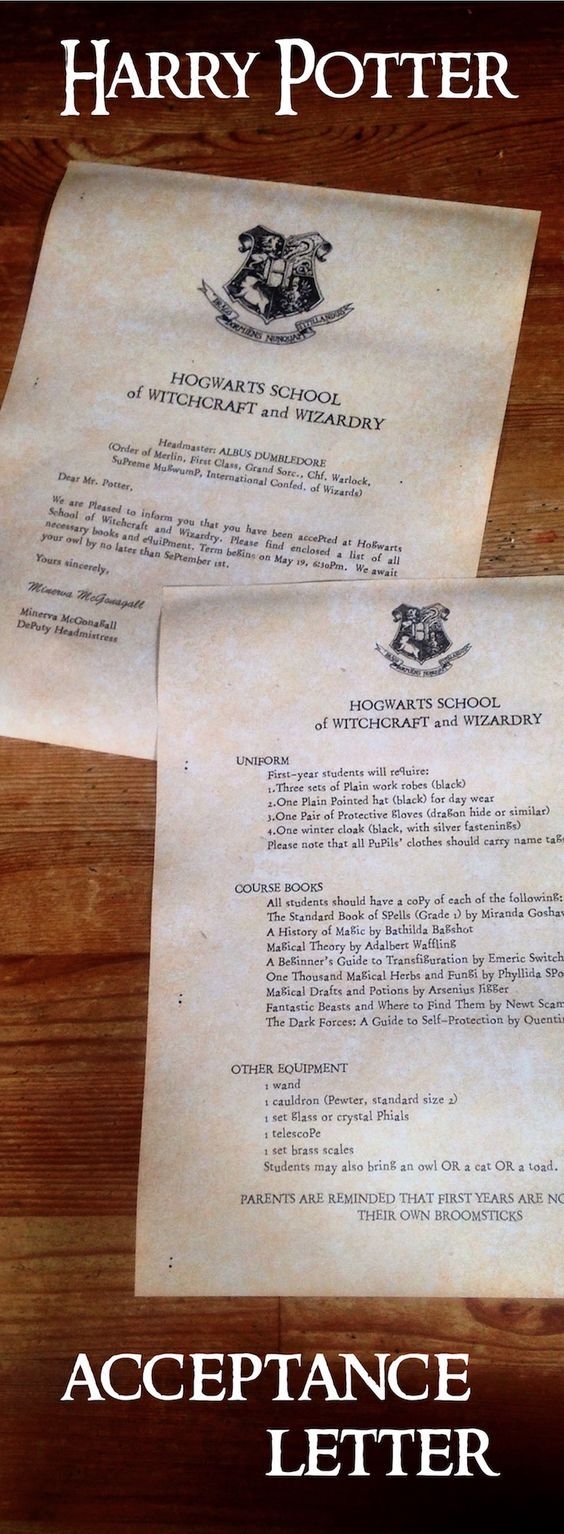 HARRY POTTER
DRACO
DORMIENS NUNQUAM
TITILLANDUS
HOGWARTS SCHOOL
of WITCHCRAFT and WIZARDRY
Headmaster: ALBUS DUMBLEDORE
(Order of Merlin, First Class, Grand Sorc., Chf. Warlock,
SuPreme MugwumP, International Confed. of Wizards)
Dear Mr. Potter,
We are Pleased to inform you that you have been accePted at Hogwarts
School of Witchcraft and Wizardry. Please find enclosed a list of all
necessary books and eQuiPment. Term begins on May 19, 6:30Pm. We await
your owl by no later than SePtember 1st.
Yours sincerely,
Minerva McGonagall
Minerva McGonagall
DePuty Headmistress
HOGWARTS SCHOOL
of WITCHCRAFT and WIZARDRY
UNIFORM
First-year students will reQuire:
1.Three sets of Plain work robes (black)
2.One Plain Pointed hat (black) for day wear
3.One Pair of Protective gloves (dragon hide or similar)
4.One winter cloak (black, with silver fastenings)
Please note that all PuPils' clothes should carry name tags
COURSE BOOKS
All students should have a coPy of each of the following:
The Standard Book of SPells (Grade 1) by Miranda Goshaw
A History of Magic by Bathilda Bagshot
Magical Theory by Adalbert Waffling
A Beginner's Guide to Transfiguration by Emeric Switch
One Thousand Magical Herbs and Fungi by Phyllida SPo
Magical Drafts and Potions by Arsenius Jigger
Fantastic Beasts and Where to Find Them by Newt Scam
The Dark Forces: A Guide to Self-Protection by Quentin
OTHER EQUIPMENT
1 wand
1 cauldron (Pewter, standard size 2)
1 set glass or crystal Phials
1 telescoPe
1 set brass scales
Students may also bring an owl OR a cat OR a toad.
PARENTS ARE REMINDED THAT FIRST YEARS ARE NO
THEIR OWN BROOMSTICKS
ACCEPTANCE
LETTER